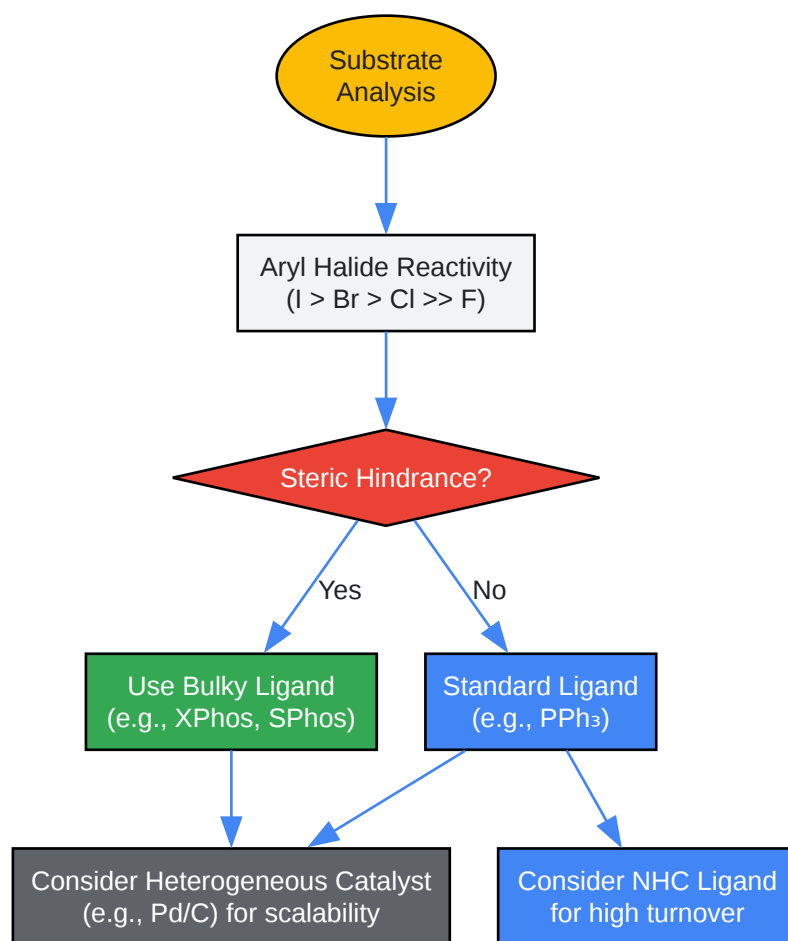 Substrate
Analysis
Aryl Halide Reactivity
(I > Br > Cl >> F)
Steric Hindrance?
Yes
No
Use Bulky Ligand
(e.g., XPhos, SPhos)
Standard Ligand
(e.g., PPh₃)
Consider Heterogeneous Catalyst
(e.g., Pd/C) for scalability
Consider NHC Ligand
for high turnover